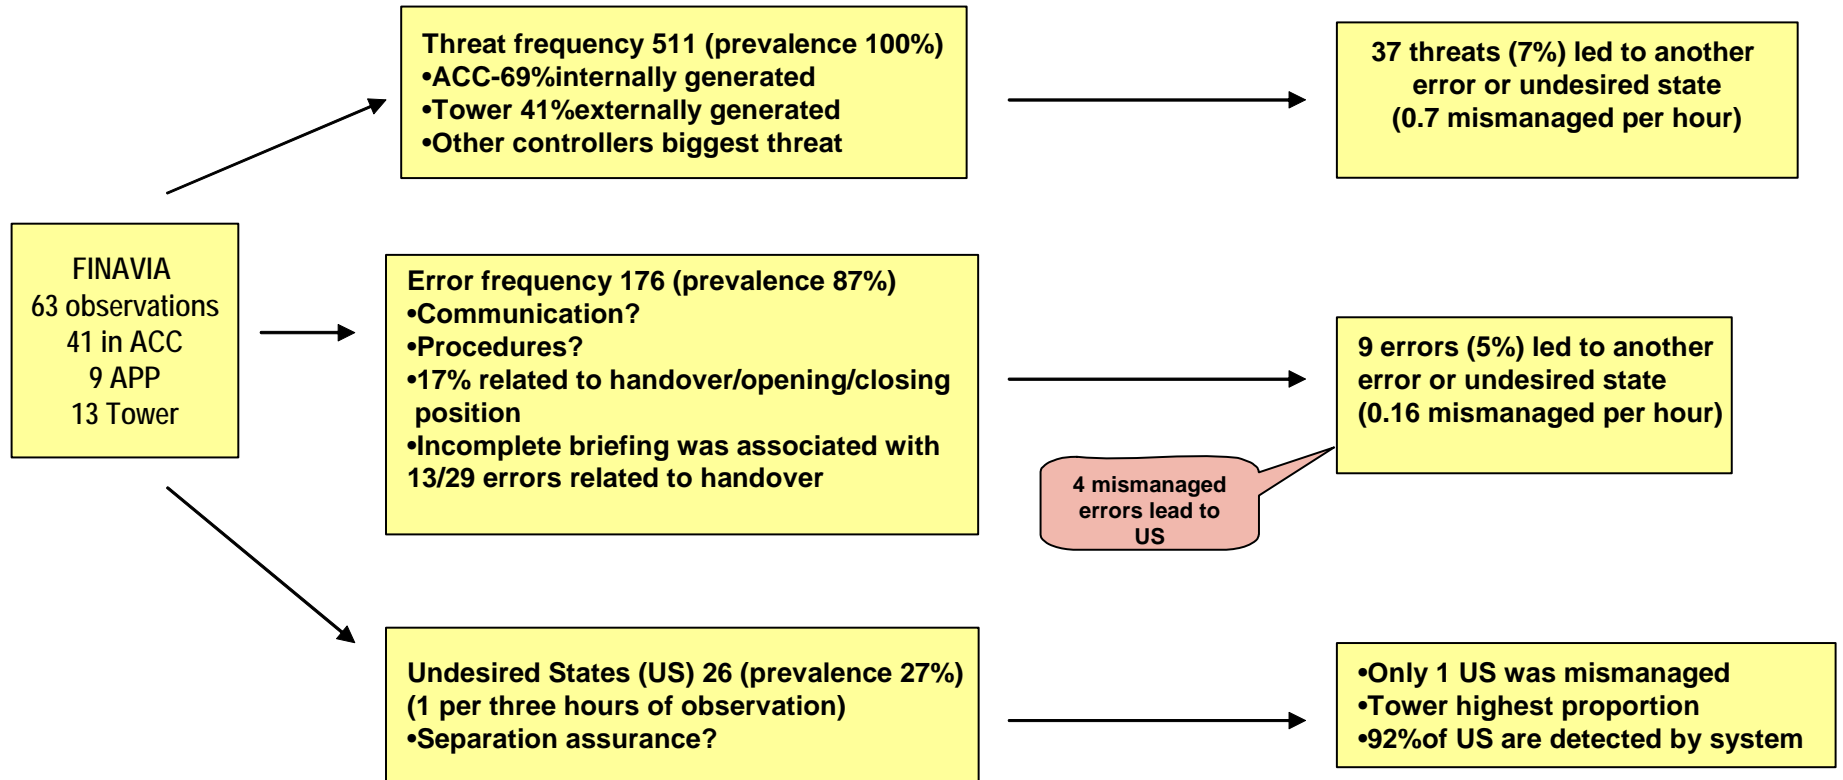 FINAVIA
63 observations
41 in ACC
9 APP
13 Tower
Threat frequency 511 (prevalence 100%)
•ACC-69%internally generated
•Tower 41%externally generated
•Other controllers biggest threat
37 threats (7%) led to another
error or undesired state
(0.7 mismanaged per hour)
Error frequency 176 (prevalence 87%)
•Communication?
•Procedures?
•17% related to handover/opening/closing
position
•Incomplete briefing was associated with
13/29 errors related to handover
9 errors (5%) led to another
error or undesired state
(0.16 mismanaged per hour)
4 mismanaged
errors lead to
US
Undesired States (US) 26 (prevalence 27%)
(1 per three hours of observation)
•Separation assurance?
•Only 1 US was mismanaged
•Tower highest proportion
•92%of US are detected by system